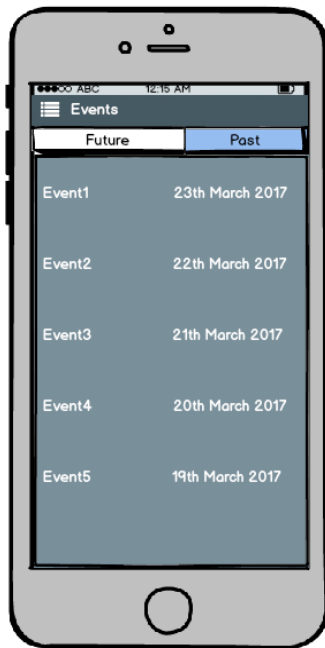 ABC 12:15 AM
Events
Future Past
Event1 23th March 2017
Event2 22th March 2017
Event3 21th March 2017
Event4 20th March 2017
Event5 19th March 2017